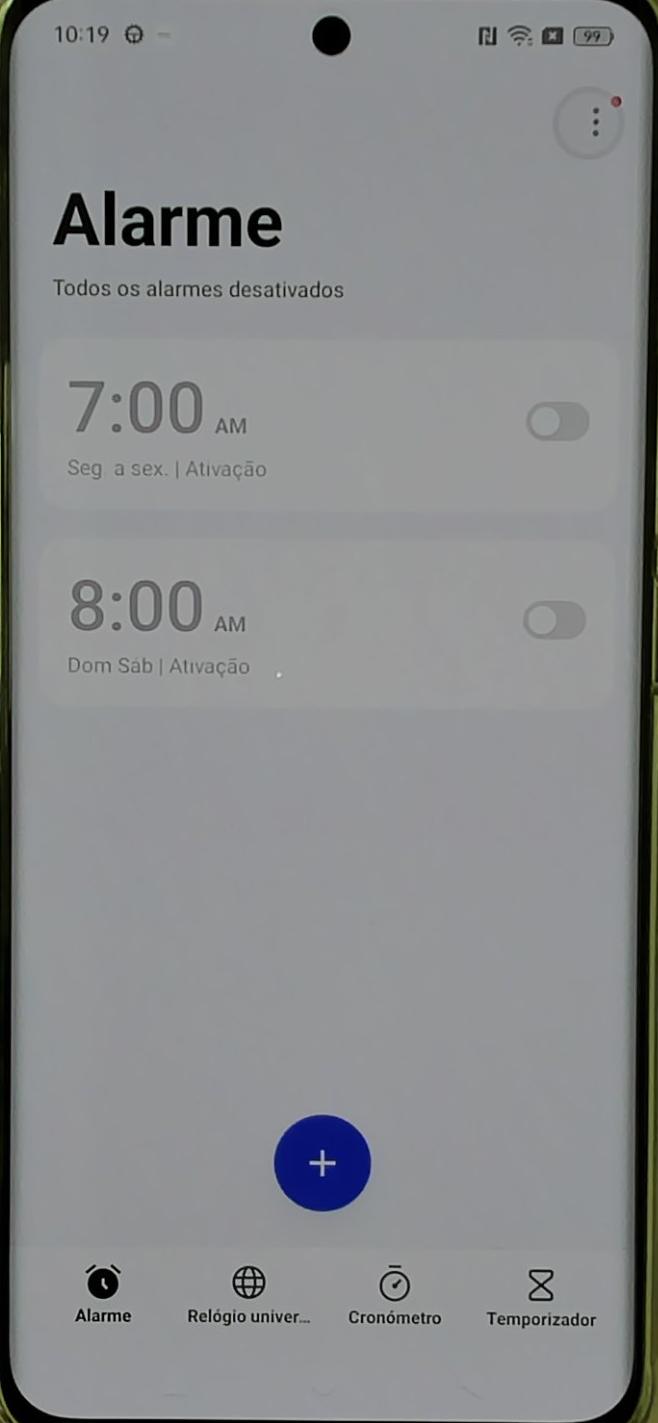 10:19
99
Alarme
Todos os alarmes desativados
7:00 AM
Seg a sex. | Ativação
8:00 AM
Dom Sáb | Ativação
Alarme
Relógio univer...
Cronómetro
Temporizador